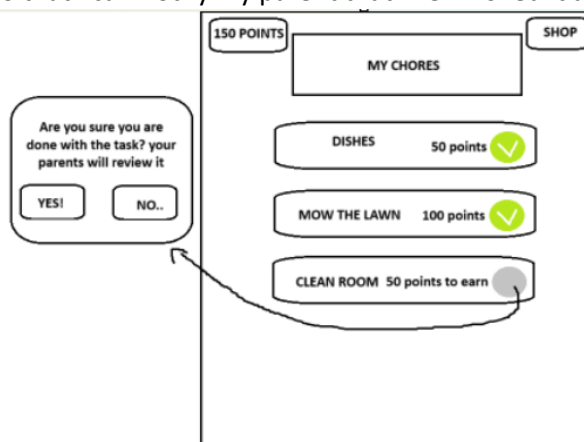 150 POINTS
SHOP
MY CHORES
Are you sure you are
done with the task? your
parents will review it
YES!
NO..
DISHES 50 points
MOW THE LAWN 100 points
CLEAN ROOM 50 points to earn